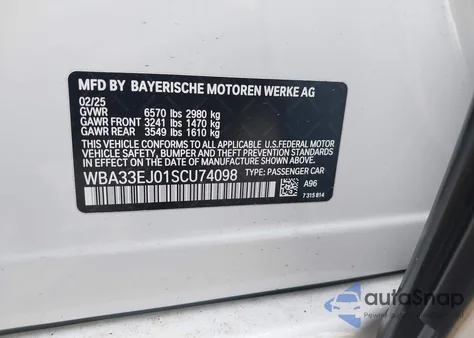 MFD BY BAYERISCHE MOTOREN WERKE AG
02/25
GVWR 6570 lbs 2980 kg
GAWR FRONT 3241 lbs 1470 kg
GAWR REAR 3549 lbs 1610 kg
THIS VEHICLE CONFORMS TO ALL APPLICABLE U.S. FEDERAL MOTOR
VEHICLE SAFETY, BUMPER AND THEFT PREVENTION STANDARDS
IN EFFECT ON THE DATE OF MANUFACTURE SHOWN ABOVE.
WBA33EJ01SCU74098
TYPE: PASSENGER CAR
A96
7 315 814
autoSnap